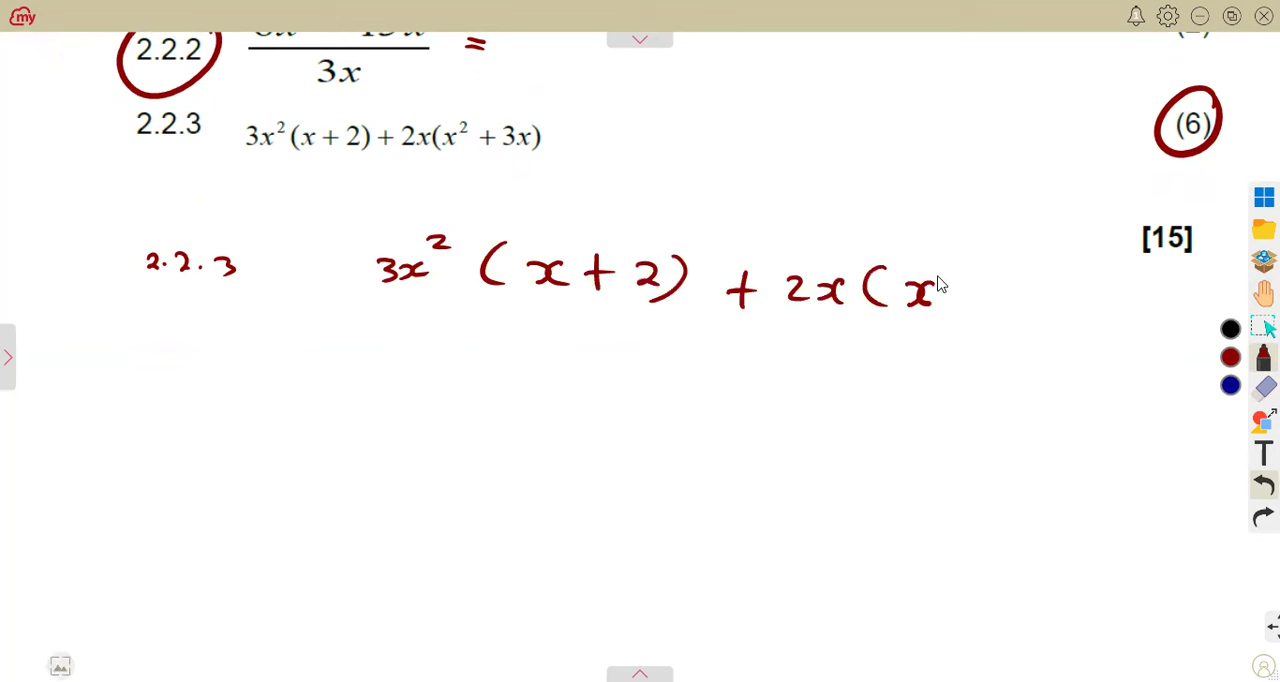 my
2.2.2
3x
=
2.2.3 3x² (x + 2) + 2x(x² + 3x) (6)
[15]
2.2.3 3x² (x + 2) + 2x (x
T